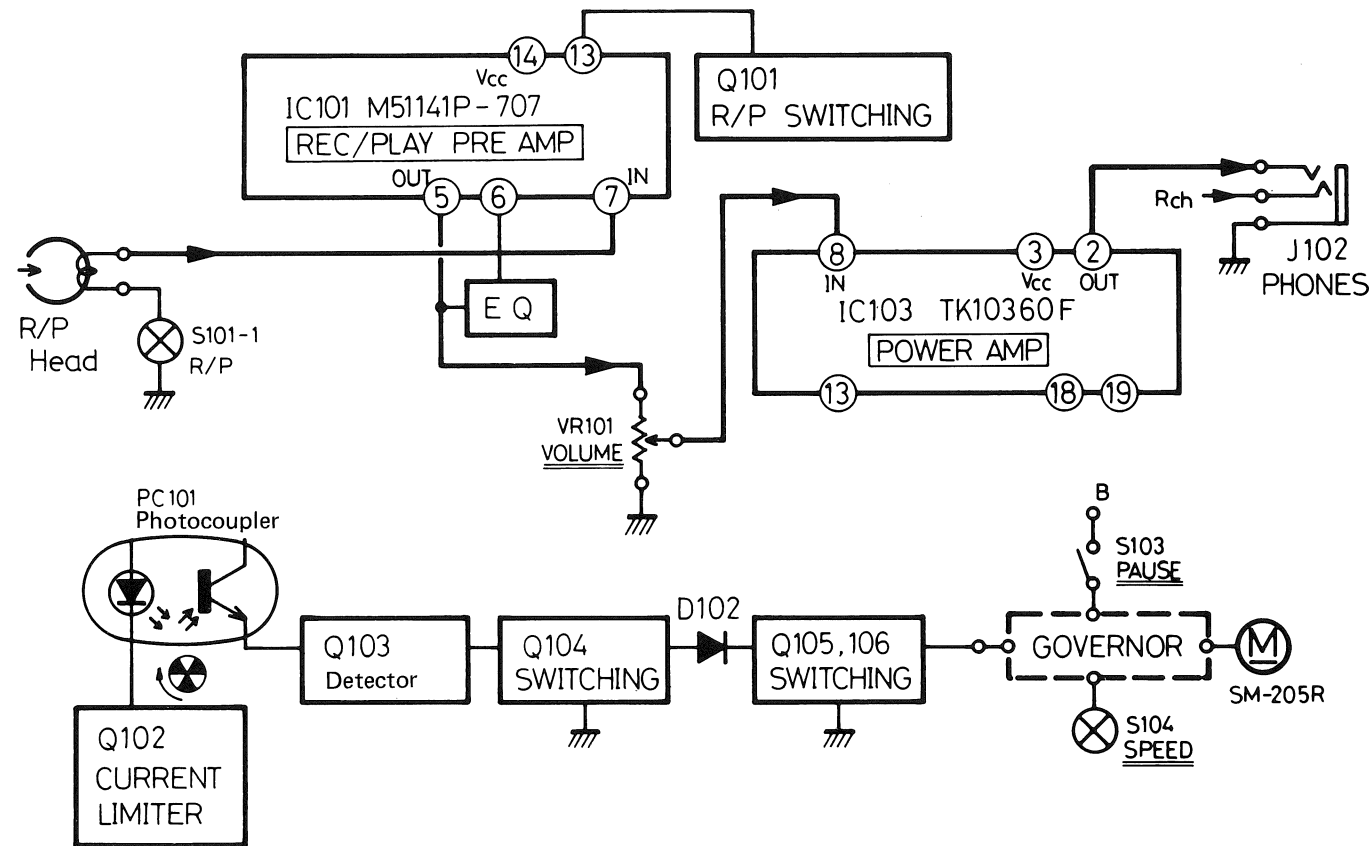 14
13
Vcc
IC101 M51141P-707
REC/PLAY PRE AMP
OUT
IN
5
6
7
Q101
R/P SWITCHING
Rch
J102
PHONES
R/P
Head
S101-1
R/P
E Q
8
3
2
IN
Vcc
OUT
IC103 TK10360F
POWER AMP
13
18
19
VR101
VOLUME
PC101
Photocoupler
Q102
CURRENT
LIMITER
Q103
Detector
Q104
SWITCHING
D102
Q105,106
SWITCHING
B
S103
PAUSE
GOVERNOR
M
SM-205R
S104
SPEED